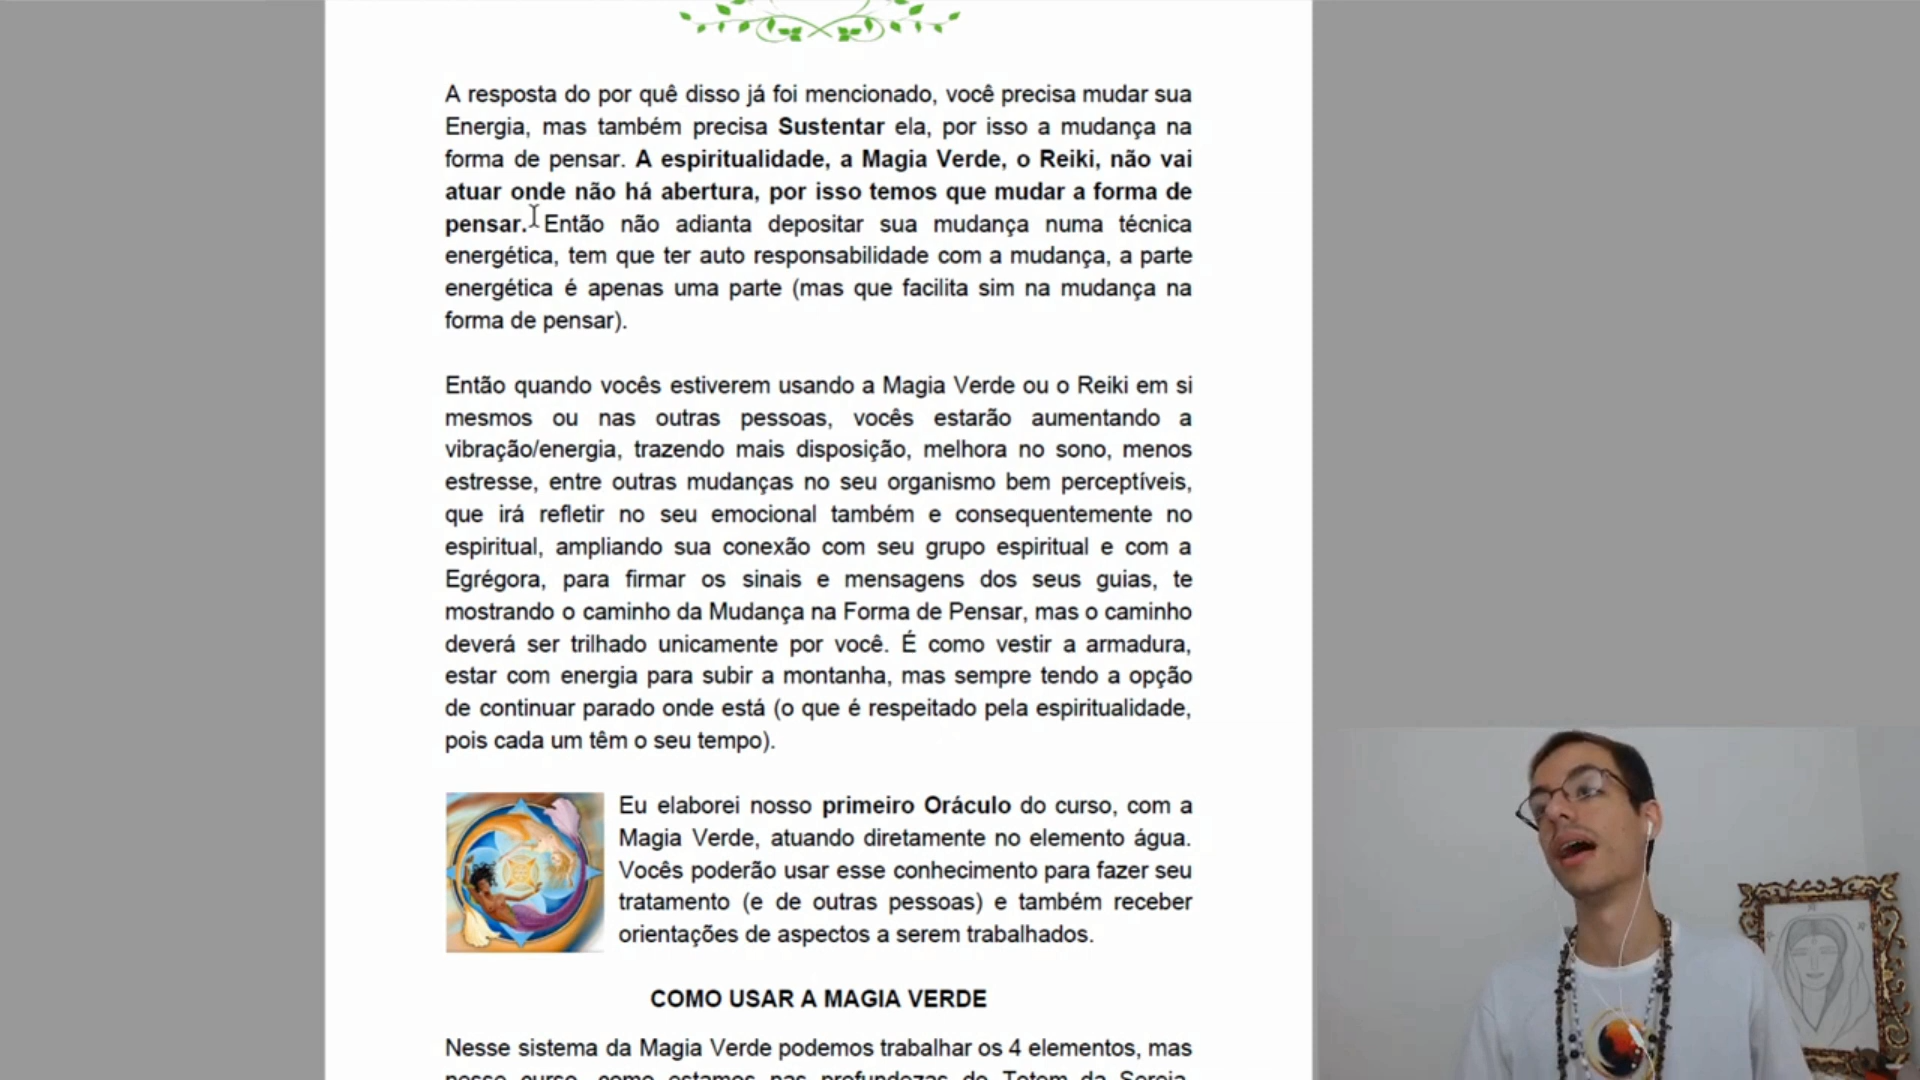 A resposta do por quê disso já foi mencionado, você precisa mudar sua
Energia, mas também precisa Sustentar ela, por isso a mudança na
forma de pensar. A espiritualidade, a Magia Verde, o Reiki, não vai
atuar onde não há abertura, por isso temos que mudar a forma de
pensar. Então não adianta depositar sua mudança numa técnica
energética, tem que ter auto responsabilidade com a mudança, a parte
energética é apenas uma parte (mas que facilita sim na mudança na
forma de pensar).
Então quando vocês estiverem usando a Magia Verde ou o Reiki em si
mesmos ou nas outras pessoas, vocês estarão aumentando a
vibração/energia, trazendo mais disposição, melhora no sono, menos
estresse, entre outras mudanças no seu organismo bem perceptíveis,
que irá refletir no seu emocional também e consequentemente no
espiritual, ampliando sua conexão com seu grupo espiritual e com a
Egrégora, para firmar os sinais e mensagens dos seus guias, te
mostrando o caminho da Mudança na Forma de Pensar, mas o caminho
deverá ser trilhado unicamente por você. É como vestir a armadura,
estar com energia para subir a montanha, mas sempre tendo a opção
de continuar parado onde está (o que é respeitado pela espiritualidade,
pois cada um têm o seu tempo).
Eu elaborei nosso primeiro Oráculo do curso, com a
Magia Verde, atuando diretamente no elemento água.
Vocês poderão usar esse conhecimento para fazer seu
tratamento (e de outras pessoas) e também receber
orientações de aspectos a serem trabalhados.
COMO USAR A MAGIA VERDE
Nesse sistema da Magia Verde podemos trabalhar os 4 elementos, mas
nesse curso, como estamos nas profundezas do Totem da Sereia,